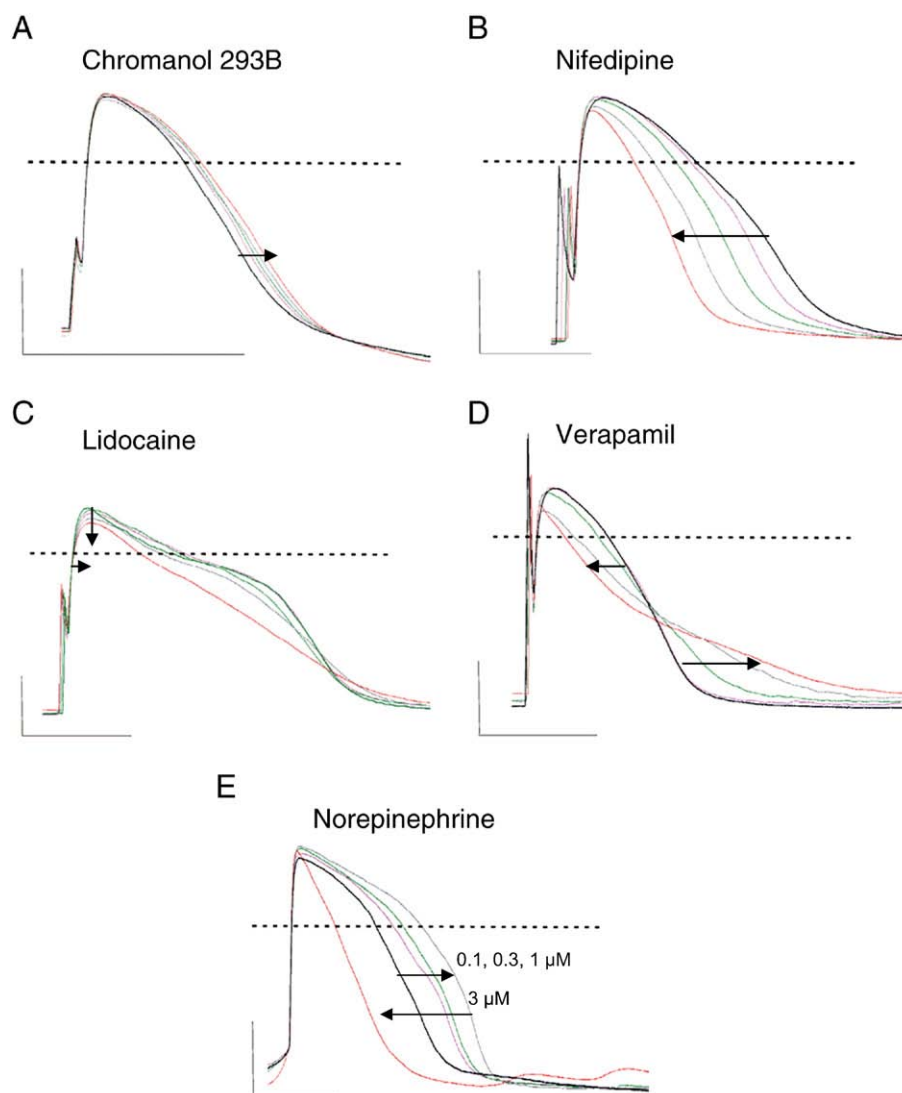 A
Chromanol 293B
B
Nifedipine
C
Lidocaine
D
Verapamil
E
Norepinephrine
0.1, 0.3, 1 µM
3 µM